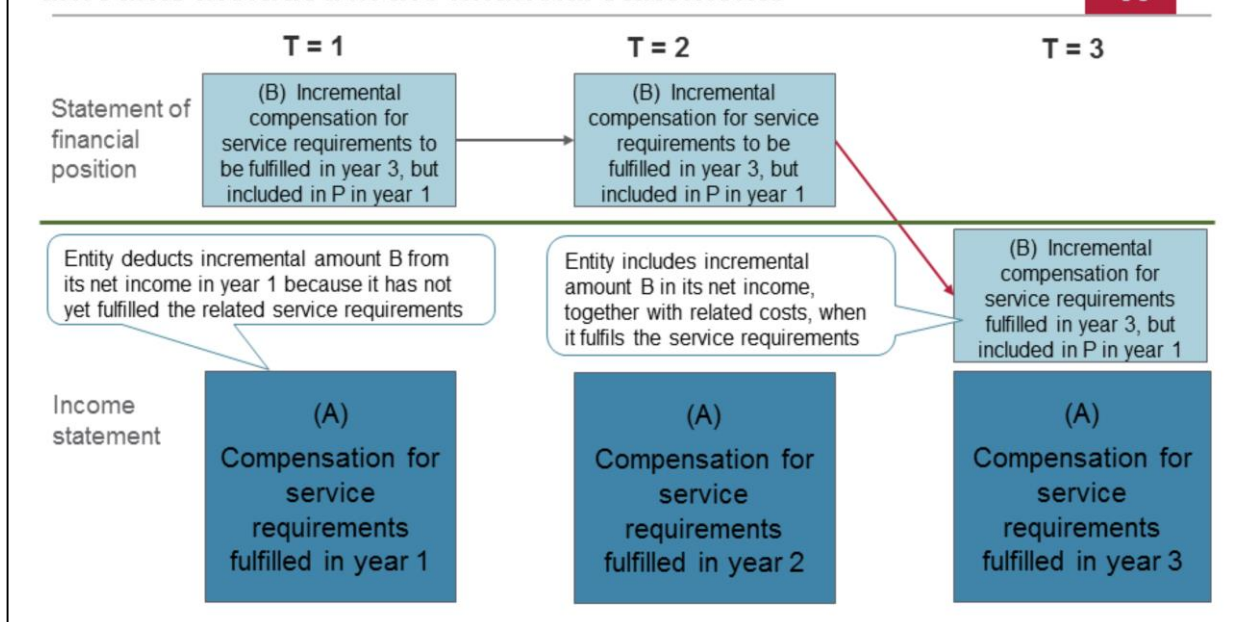 T = 1
T = 2
T = 3
Statement of
financial
position
(B) Incremental
compensation for
service requirements to
be fulfilled in year 3, but
included in P in year 1
(B) Incremental
compensation for service
requirements to be
fulfilled in year 3, but
included in P in year 1
Entity deducts incremental amount B from
its net income in year 1 because it has not
yet fulfilled the related service requirements
Entity includes incremental
amount B in its net income,
together with related costs, when
it fulfils the service requirements
(B) Incremental
compensation for
service requirements
fulfilled in year 3, but
included in P in year 1
Income
statement
(A)
Compensation for
service
requirements
fulfilled in year 1
(A)
Compensation for
service
requirements
fulfilled in year 2
(A)
Compensation for
service
requirements
fulfilled in year 3